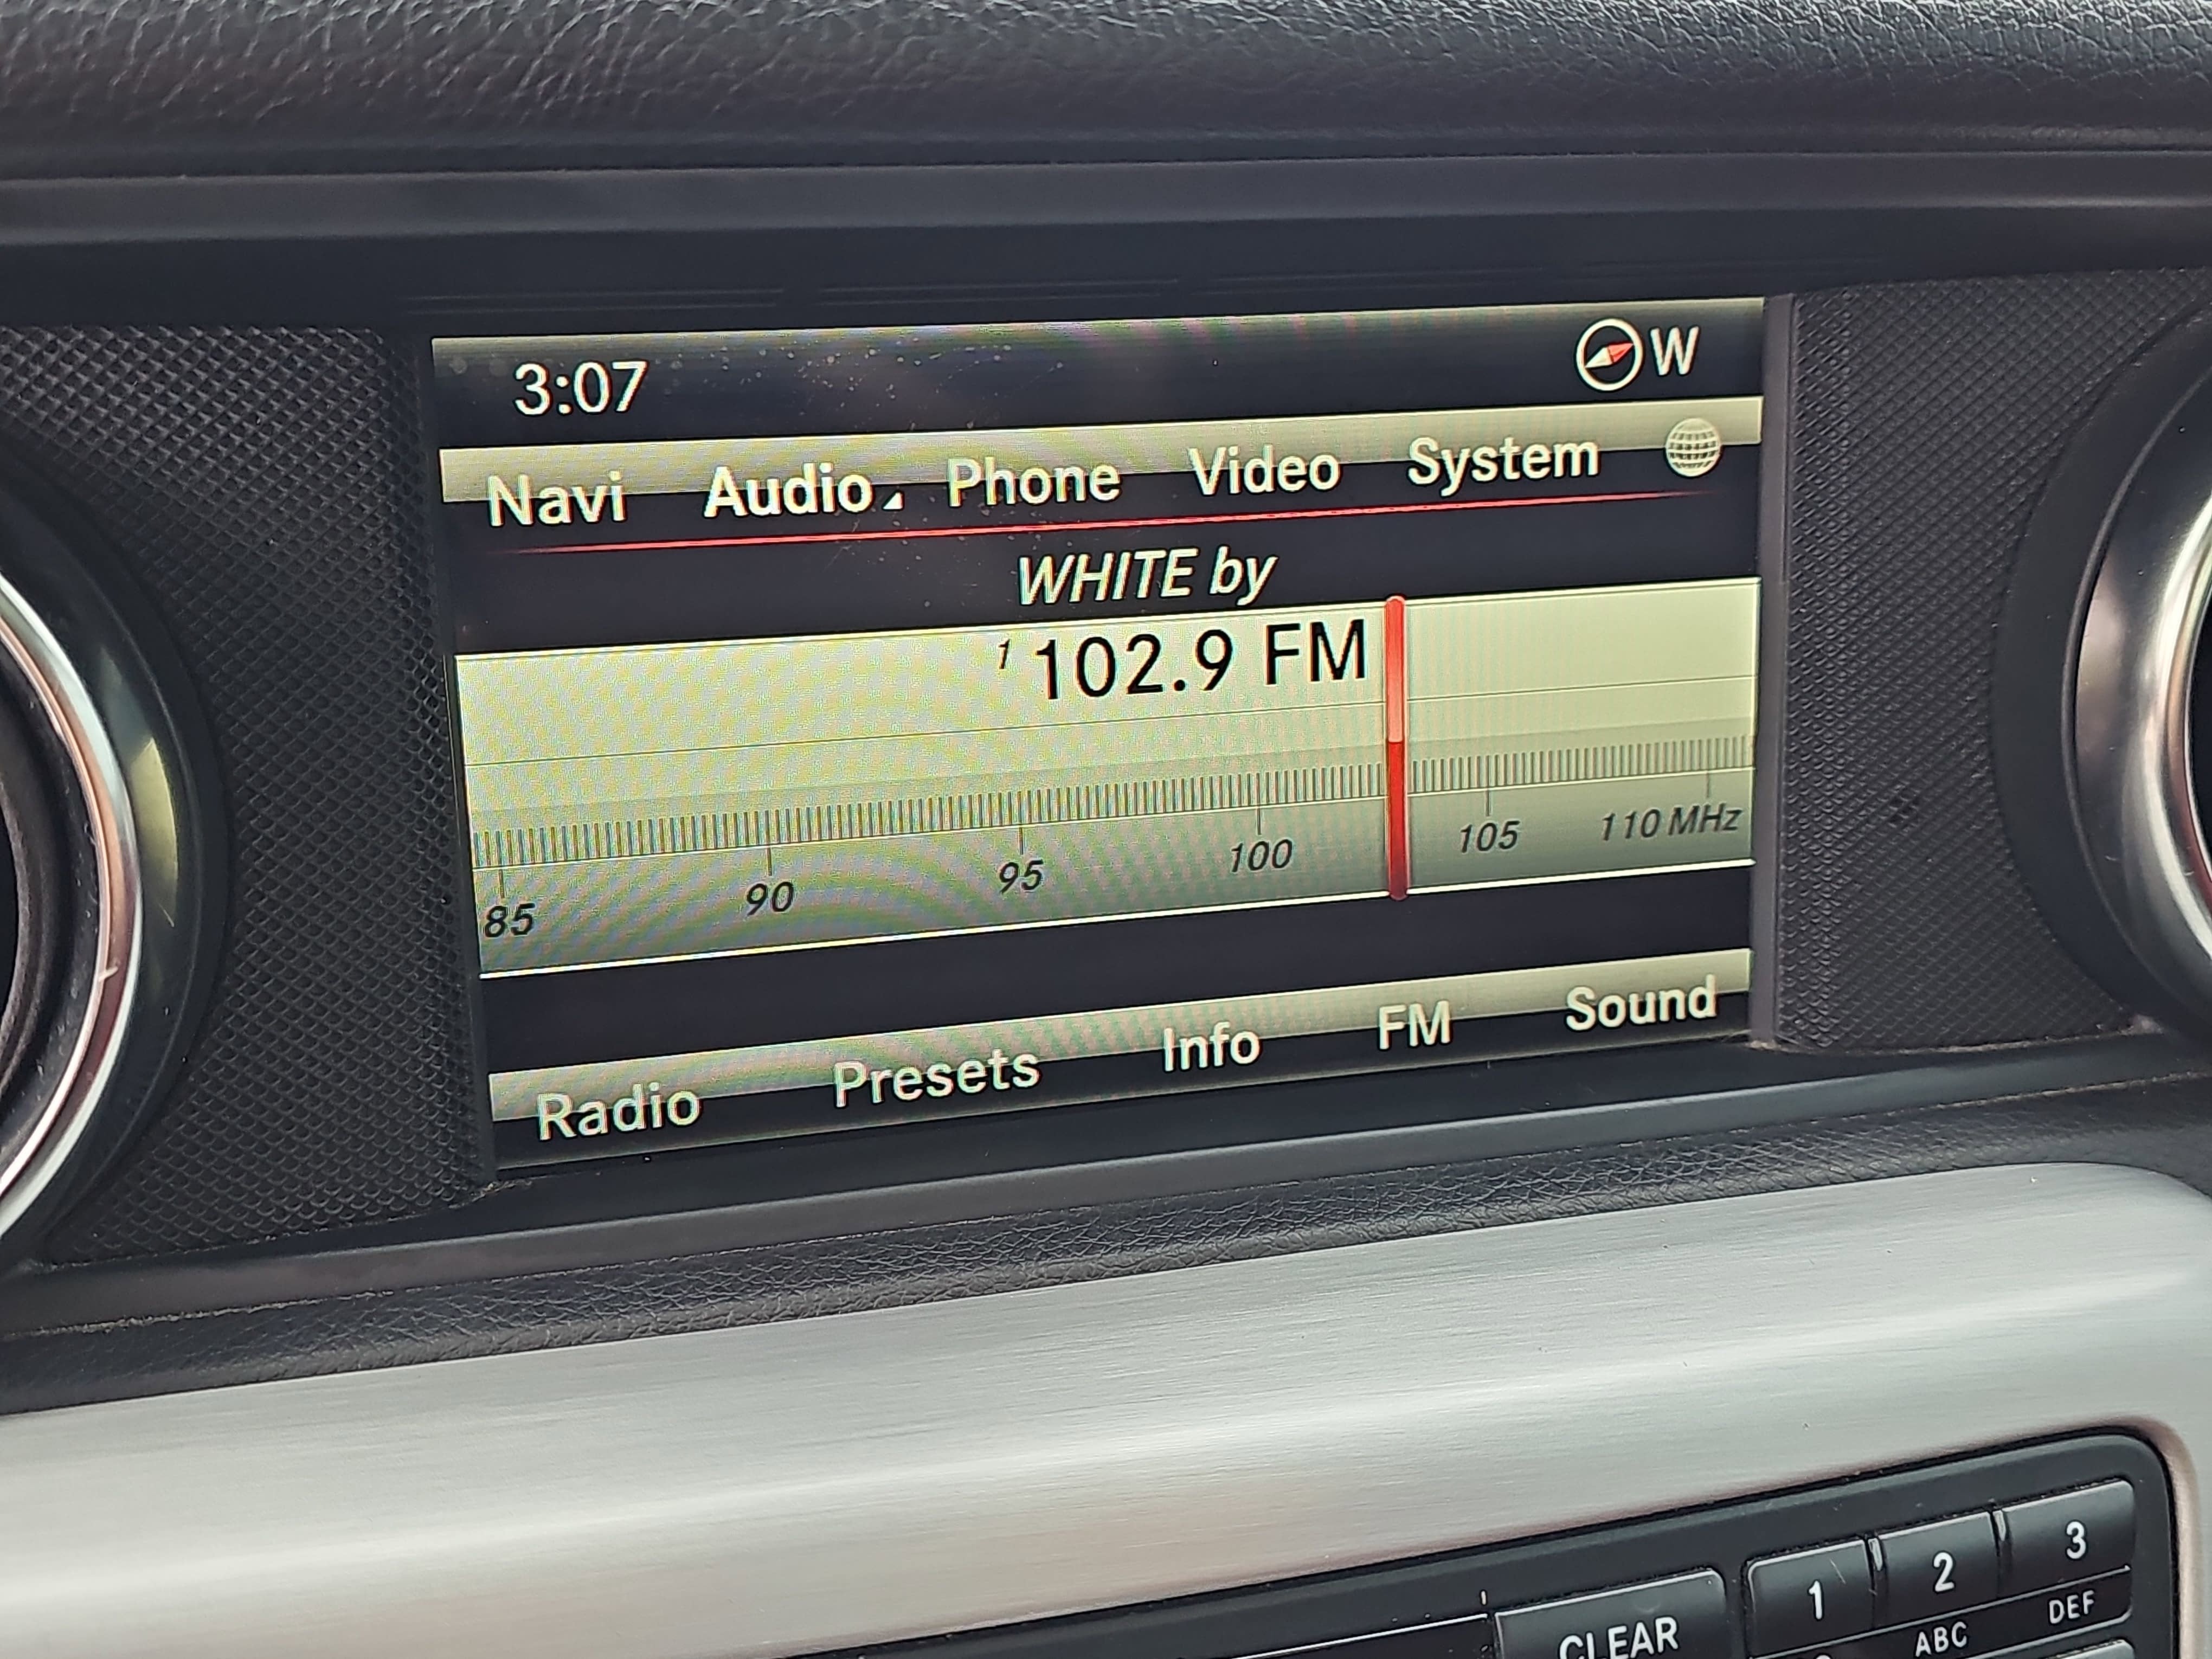 3:07 W
Navi Audio Phone Video System
WHITE by
1 102.9 FM
85 90 95 100 105 110 MHz
Radio Presets Info FM Sound
CLEAR 1 2 3
ABC DEF